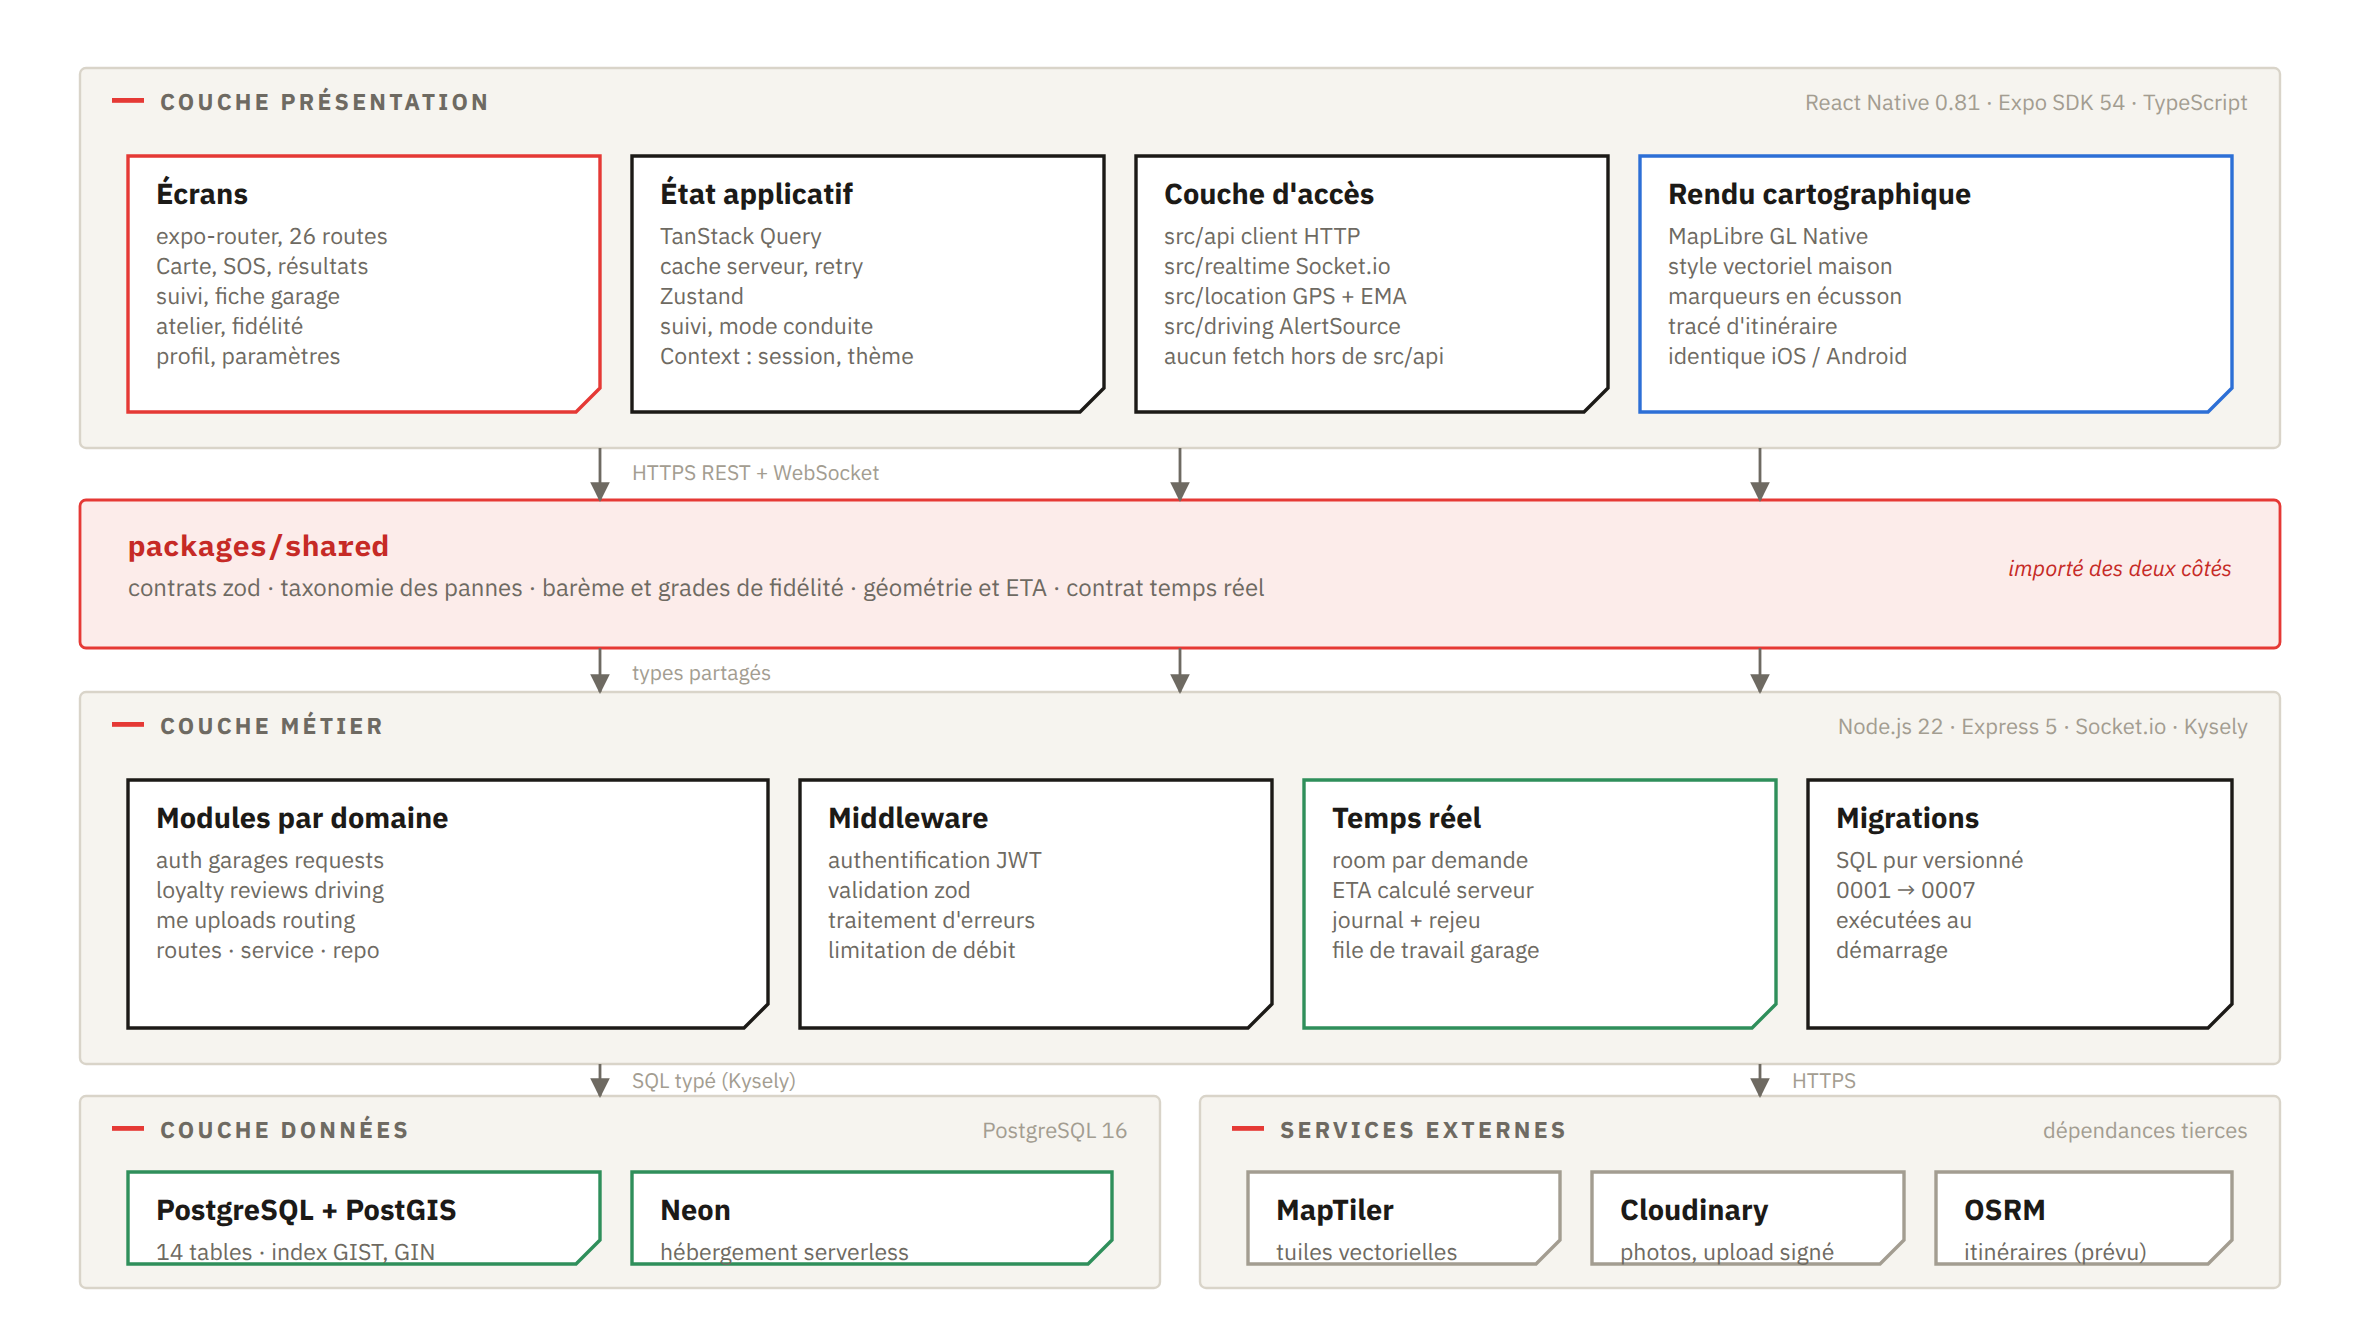 COUCHE PRÉSENTATION
React Native 0.81 · Expo SDK 54 · TypeScript
Écrans
expo-router, 26 routes
Carte, SOS, résultats
suivi, fiche garage
atelier, fidélité
profil, paramètres
État applicatif
TanStack Query
cache serveur, retry
Zustand
suivi, mode conduite
Context : session, thème
Couche d'accès
src/api client HTTP
src/realtime Socket.io
src/location GPS + EMA
src/driving AlertSource
aucun fetch hors de src/api
Rendu cartographique
MapLibre GL Native
style vectoriel maison
marqueurs en écusson
tracé d'itinéraire
identique iOS / Android
HTTPS REST + WebSocket
packages/shared
contrats zod · taxonomie des pannes · barème et grades de fidélité · géométrie et ETA · contrat temps réel
importé des deux côtés
types partagés
COUCHE MÉTIER
Node.js 22 · Express 5 · Socket.io · Kysely
Modules par domaine
auth garages requests
loyalty reviews driving
me uploads routing
routes · service · repo
Middleware
authentification JWT
validation zod
traitement d'erreurs
limitation de débit
Temps réel
room par demande
ETA calculé serveur
journal + rejeu
file de travail garage
Migrations
SQL pur versionné
0001 → 0007
exécutées au
démarrage
SQL typé (Kysely)
HTTPS
COUCHE DONNÉES
PostgreSQL 16
PostgreSQL + PostGIS
14 tables · index GIST, GIN
Neon
hébergement serverless
SERVICES EXTERNES
dépendances tierces
MapTiler
tuiles vectorielles
Cloudinary
photos, upload signé
OSRM
itinéraires (prévu)